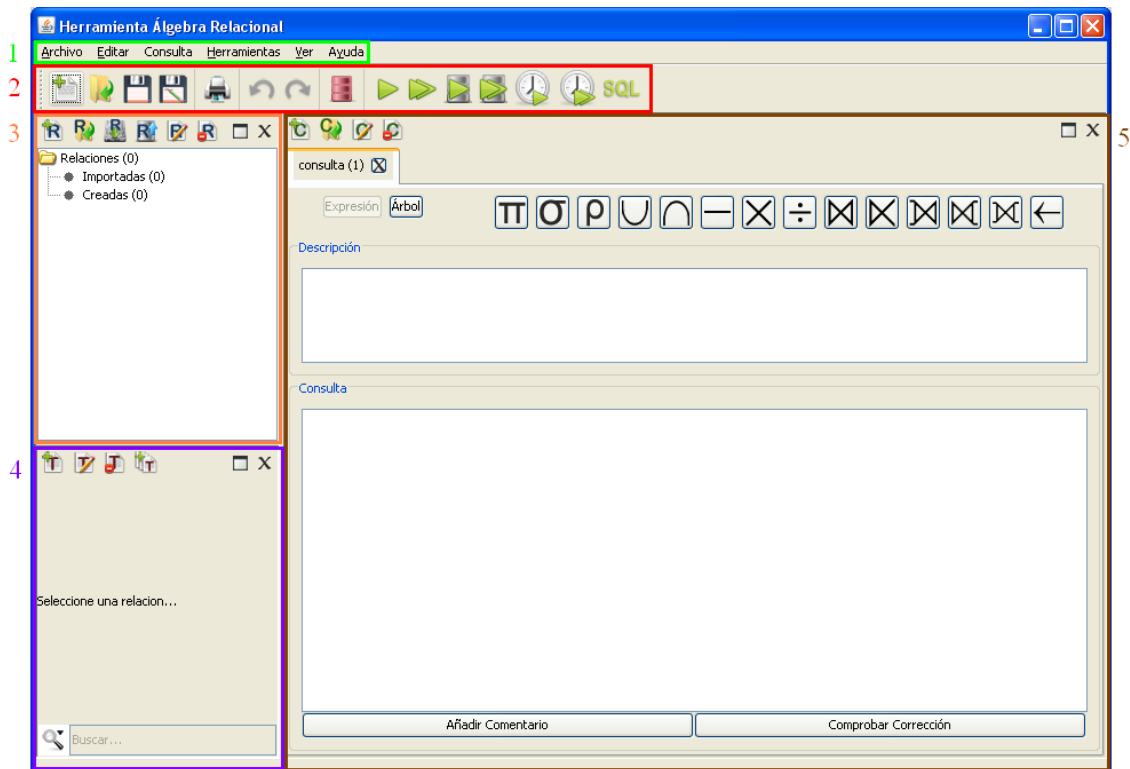 Herramienta Álgebra Relacional
1
Archivo Editar Consulta Herramientas Ver Ayuda
2
SQL
3
R R R R R R X
Relaciones (0)
Importadas (0)
Creadas (0)
4
T T T T X
Seleccione una relacion...
Buscar...
5
C C C C X
consulta (1)
Expresión Árbol
π σ ρ ∪ ∩ — × ÷ ⋈ ←
Descripción
Consulta
Añadir Comentario Comprobar Corrección